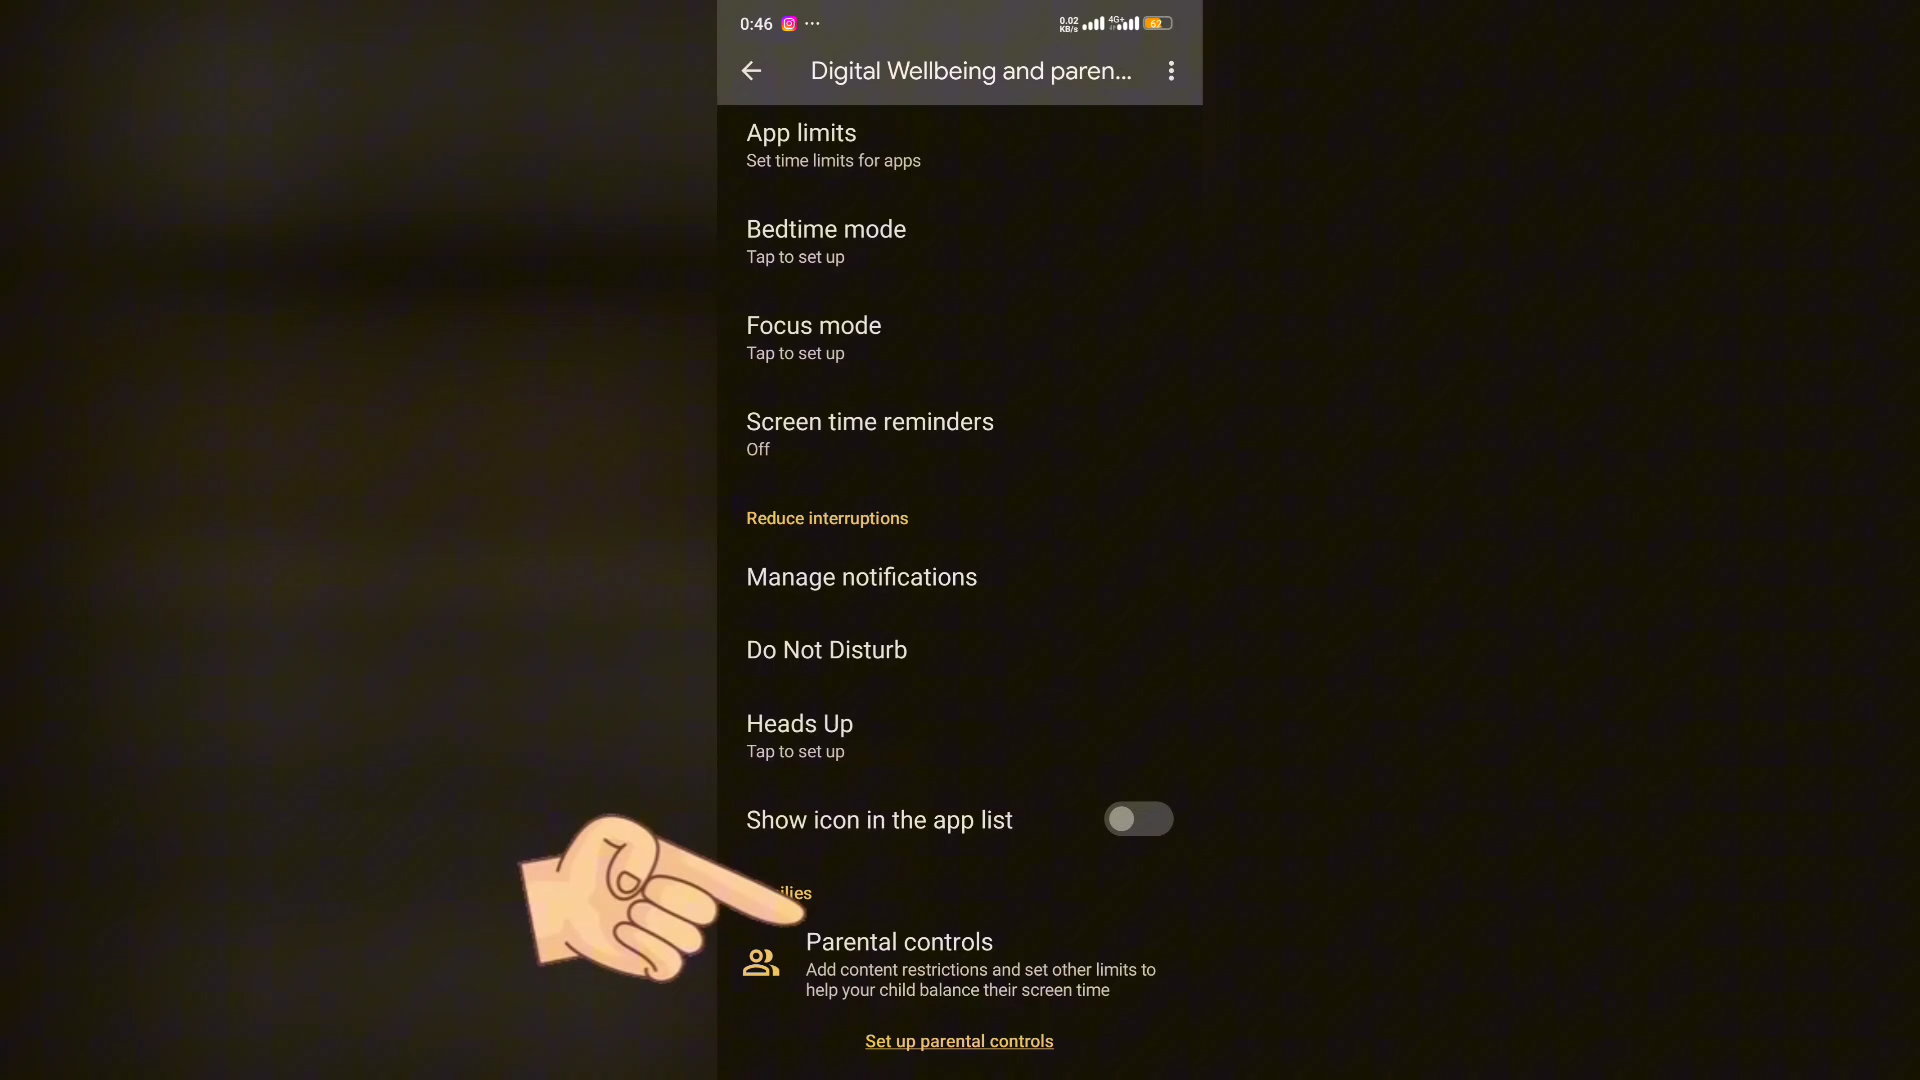 0:46
0.02
KB/s
4G+
62
Digital Wellbeing and paren...
App limits
Set time limits for apps
Bedtime mode
Tap to set up
Focus mode
Tap to set up
Screen time reminders
Off
Reduce interruptions
Manage notifications
Do Not Disturb
Heads Up
Tap to set up
Show icon in the app list
ilies
Parental controls
Add content restrictions and set other limits to
help your child balance their screen time
Set up parental controls